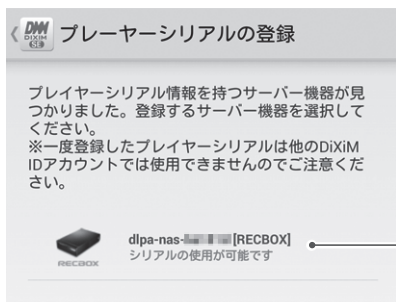 DMM
DiXiM
SE
プレーヤーシリアルの登録
プレイヤーシリアル情報を持つサーバー機器が見
つかりました。登録するサーバー機器を選択して
ください。
※一度登録したプレイヤーシリアルは他のDiXiM
IDアカウントでは使用できませんのでご注意くだ
さい。
dlpa-nas- [RECBOX]
シリアルの使用が可能です
RECBOX